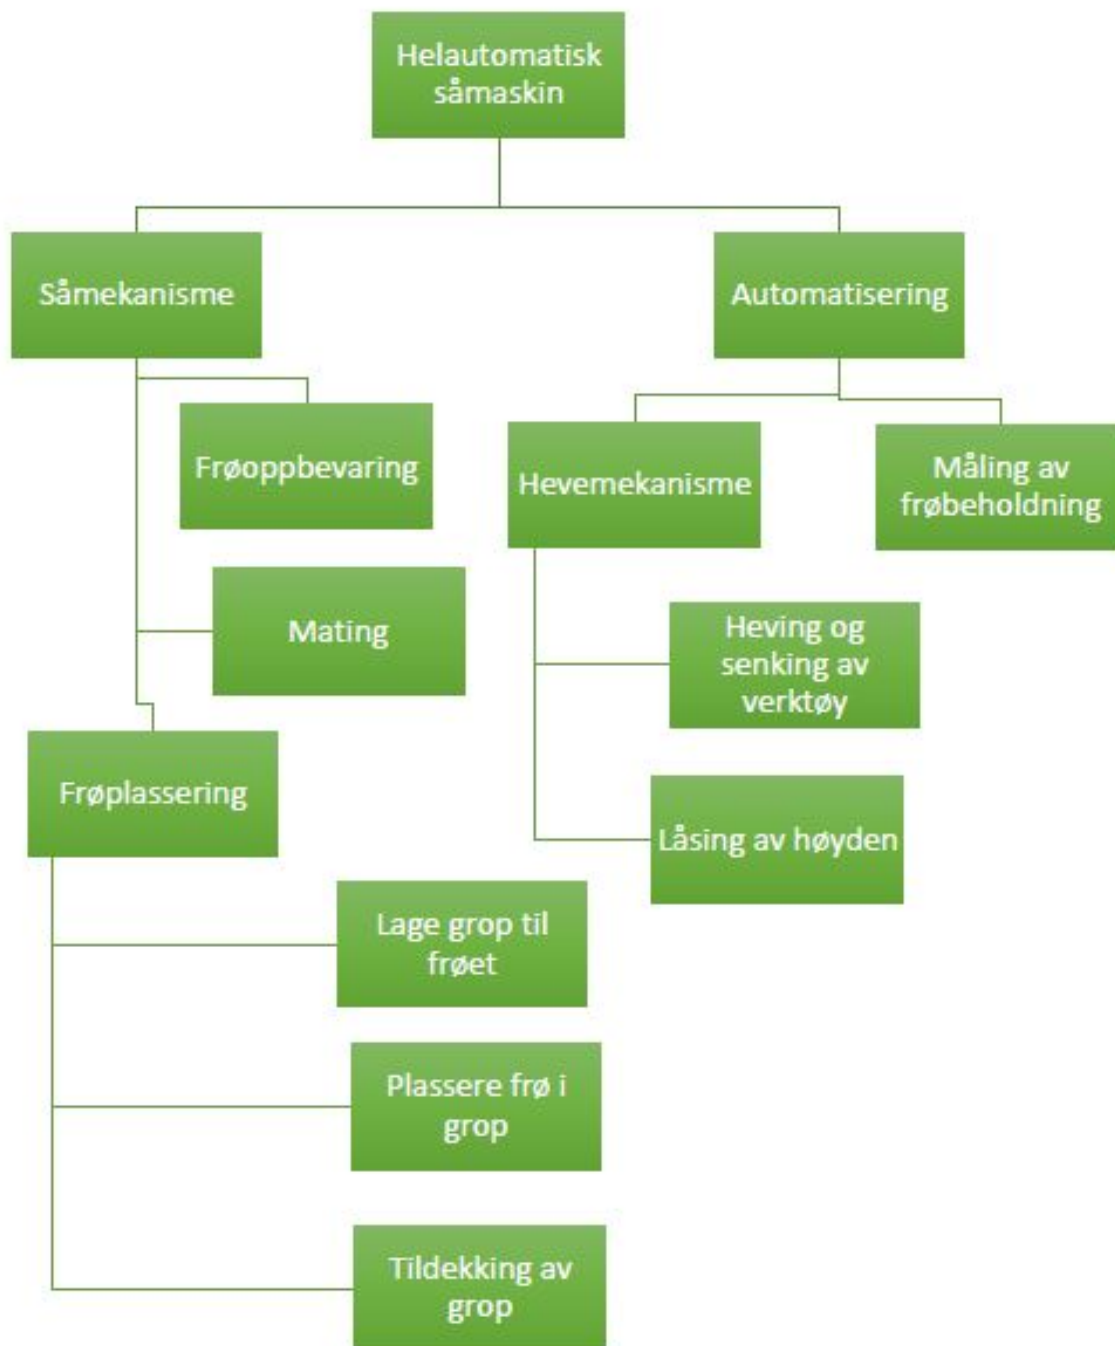 Helautomatisk
såmaskin
Såmekanisme
Automatisering
Frøoppbevaring
Hevemekanisme
Måling av
frøbeholdning
Mating
Heving og
senking av
verktøy
Frøplassering
Låsing av høyden
Lage grop til
frøet
Plassere frø i
grop
Tildekking av
grop